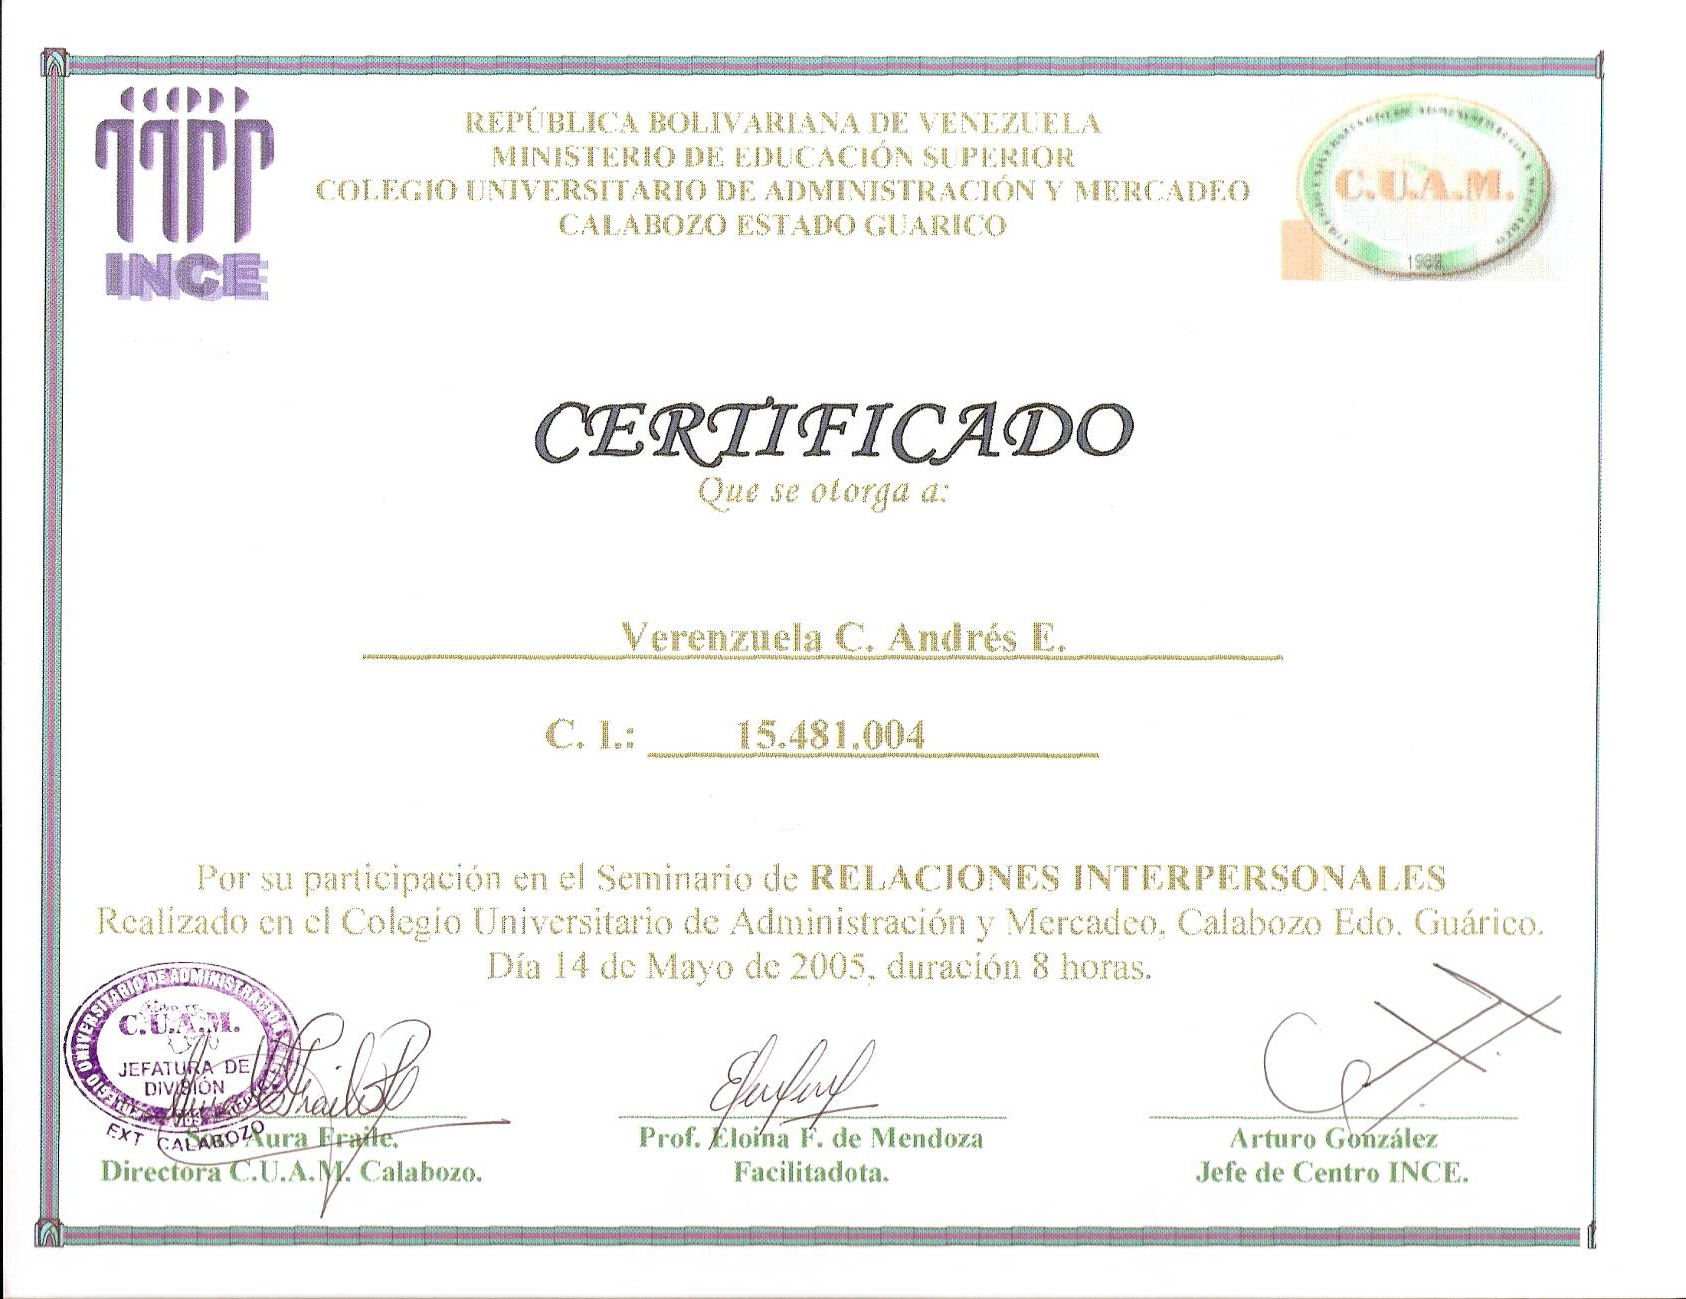 INCE
REPÚBLICA BOLIVARIANA DE VENEZUELA
MINISTERIO DE EDUCACIÓN SUPERIOR
COLEGIO UNIVERSITARIO DE ADMINISTRACIÓN Y MERCADEO
CALABOZO ESTADO GUARICO
C.U.A.M.
CERTIFICADO
Que se otorga a:
Verenzuela C. Andrés E.
C. I.: 15.481.004
Por su participación en el Seminario de RELACIONES INTERPERSONALES
Realizado en el Colegio Universitario de Administración y Mercadeo, Calabozo Edo. Guárico.
Día 14 de Mayo de 2005, duración 8 horas.
UNIVERSITARIO DE ADMINISTRACION
C.U.A.M.
JEFATURA DE
DIVISIÓN
EXT CALABOZO
Aura Fraile.
Directora C.U.A.M. Calabozo.
Prof. Eloina F. de Mendoza
Facilitadota.
Arturo González
Jefe de Centro INCE.